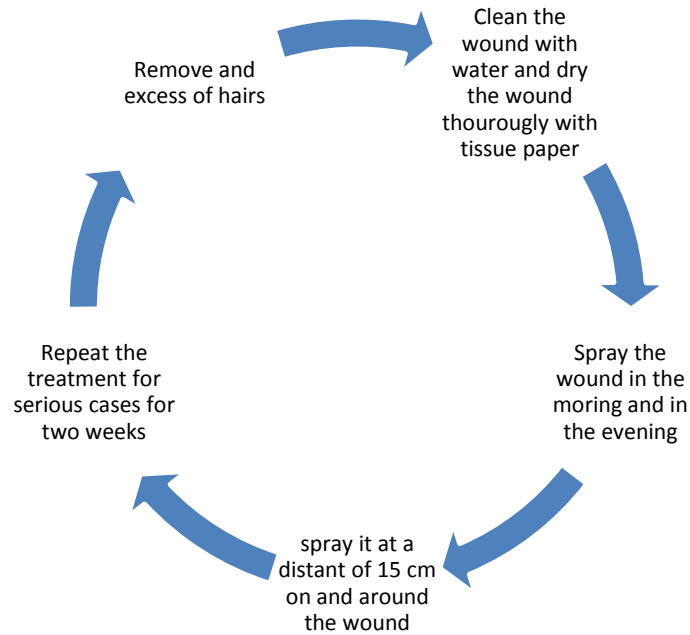 Remove and
excess of hairs
Clean the
wound with
water and dry
the wound
thourougly with
tissue paper
Spray the
wound in the
moring and in
the evening
spray it at a
distant of 15 cm
on and around
the wound
Repeat the
treatment for
serious cases for
two weeks